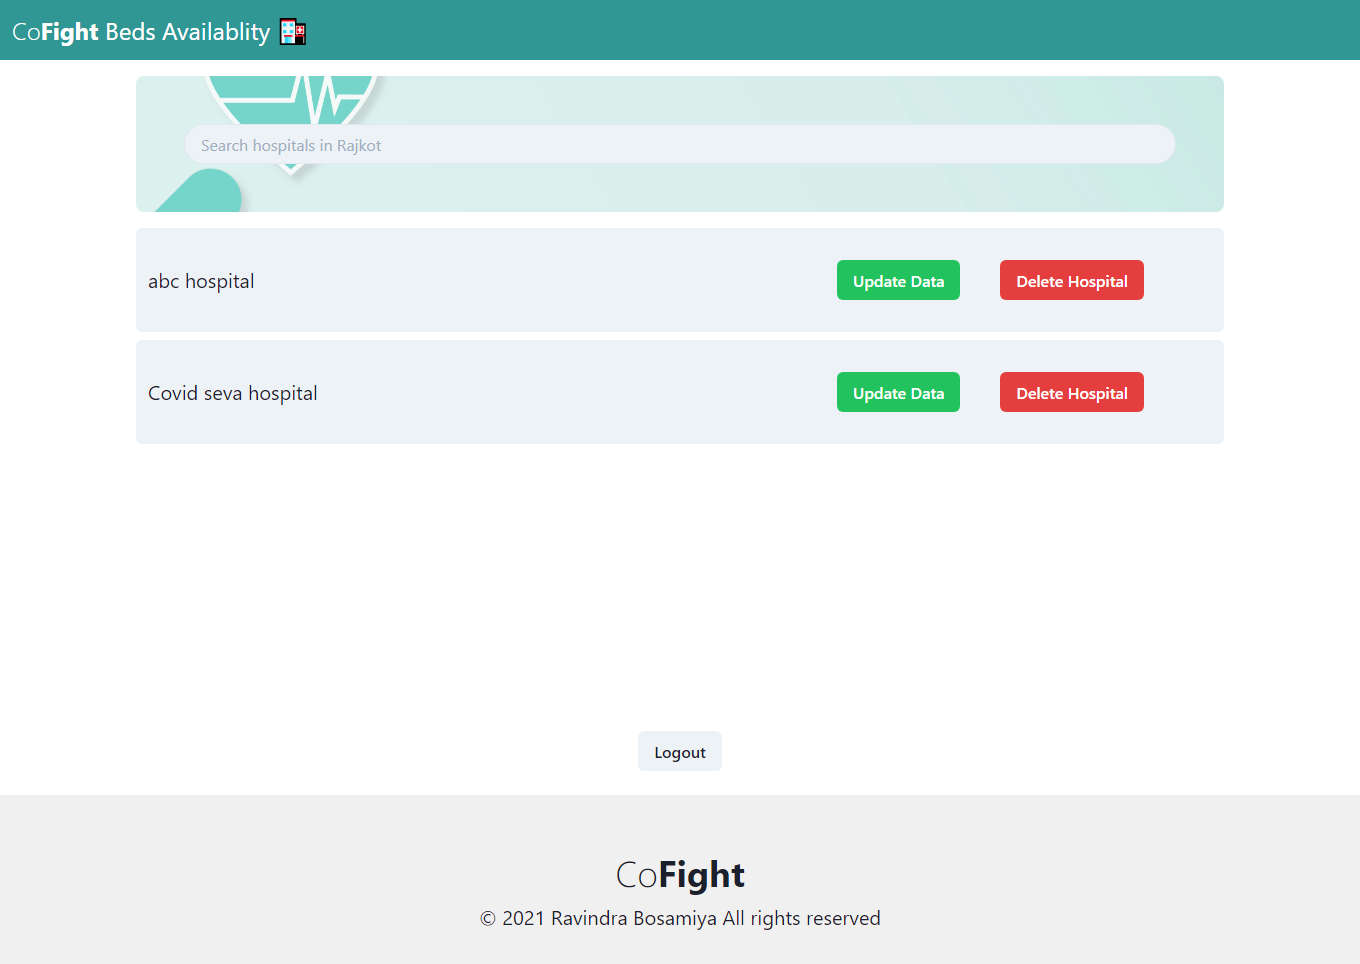 CoFight Beds Availablity
Search hospitals in Rajkot
abc hospital
Update Data
Delete Hospital
Covid seva hospital
Update Data
Delete Hospital
Logout
CoFight
© 2021 Ravindra Bosamiya All rights reserved